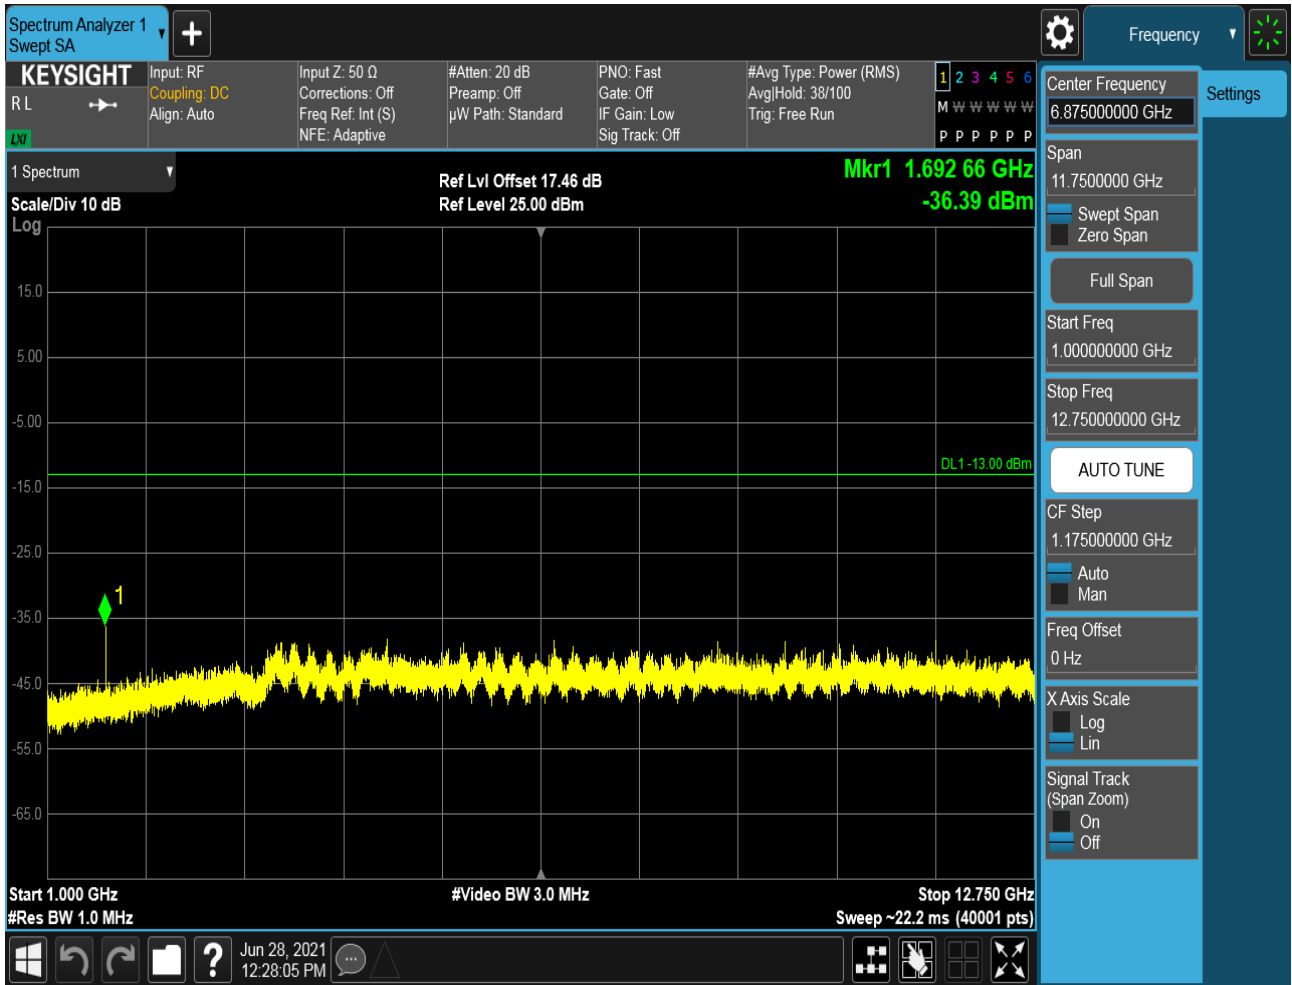 Spectrum Analyzer 1
Swept SA
Frequency
KEYSIGHT
R L
LXI
Input: RF
Coupling: DC
Align: Auto
Input Z: 50 Ω
Corrections: Off
Freq Ref: Int (S)
NFE: Adaptive
#Atten: 20 dB
Preamp: Off
µW Path: Standard
PNO: Fast
Gate: Off
IF Gain: Low
Sig Track: Off
#Avg Type: Power (RMS)
Avg|Hold: 38/100
Trig: Free Run
1 2 3 4 5 6
M W W W W W
P P P P P P
1 Spectrum
Scale/Div 10 dB
Log
Ref Lvl Offset 17.46 dB
Ref Level 25.00 dBm
Mkr1 1.692 66 GHz
-36.39 dBm
15.0
5.00
-5.00
DL1 -13.00 dBm
-15.0
-25.0
1
-35.0
-45.0
-55.0
-65.0
Start 1.000 GHz
#Res BW 1.0 MHz
#Video BW 3.0 MHz
Stop 12.750 GHz
Sweep ~22.2 ms (40001 pts)
Jun 28, 2021
12:28:05 PM
Center Frequency
6.875000000 GHz
Settings
Span
11.7500000 GHz
Swept Span
Zero Span
Full Span
Start Freq
1.000000000 GHz
Stop Freq
12.750000000 GHz
AUTO TUNE
CF Step
1.175000000 GHz
Auto
Man
Freq Offset
0 Hz
X Axis Scale
Log
Lin
Signal Track
(Span Zoom)
On
Off